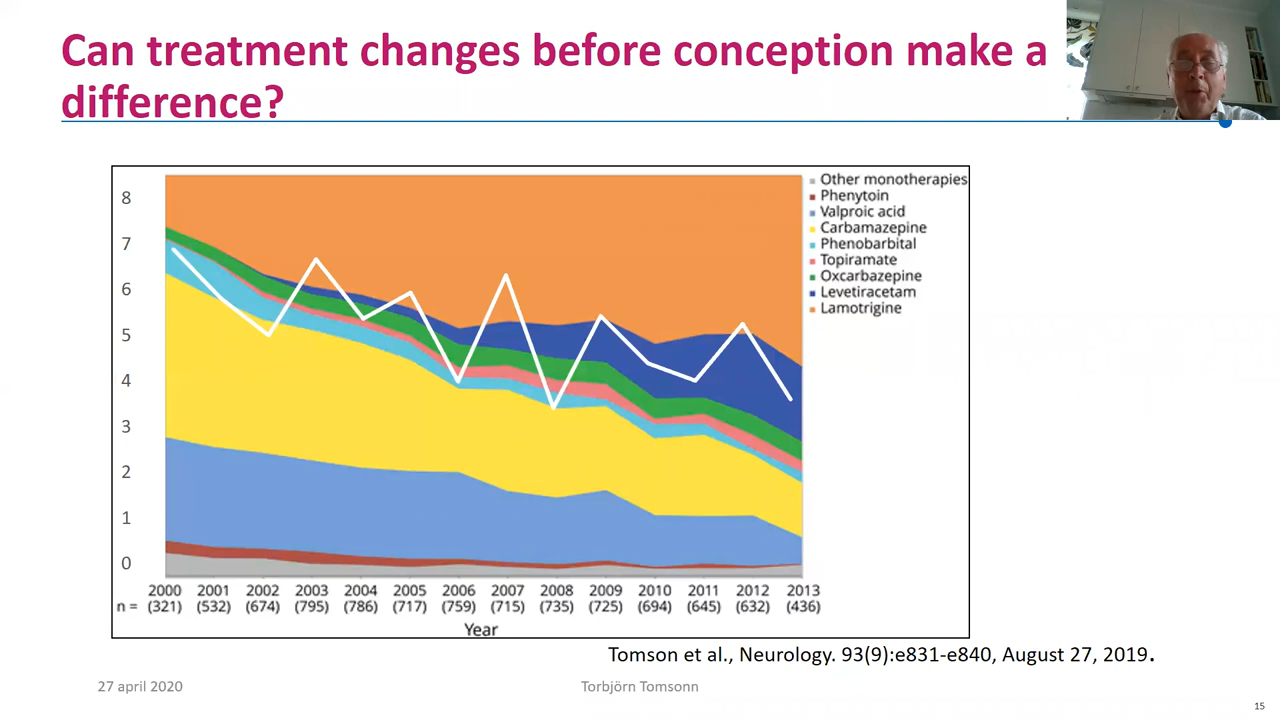 Can treatment changes before conception make a
difference?
8
7
6
5
4
3
2
1
0
Other monotherapies
Phenytoin
Valproic acid
Carbamazepine
Phenobarbital
Topiramate
Oxcarbazepine
Levetiracetam
Lamotrigine
2000 2001 2002 2003 2004 2005 2006 2007 2008 2009 2010 2011 2012 2013
n = (321) (532) (674) (795) (786) (717) (759) (715) (735) (725) (694) (645) (632) (436)
Year
Tomson et al., Neurology. 93(9):e831-e840, August 27, 2019.
27 april 2020
Torbjörn Tomsonn
15